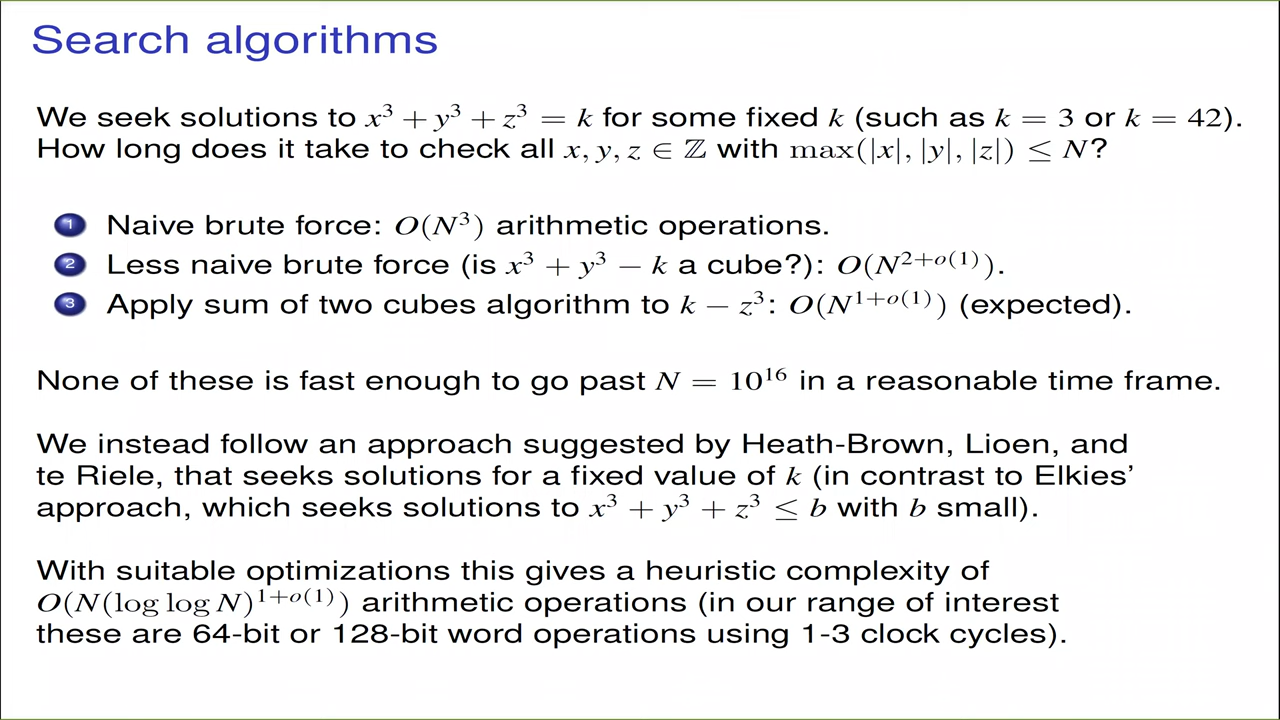 Search algorithms
We seek solutions to x³ + y³ + z³ = k for some fixed k (such as k = 3 or k = 42).
How long does it take to check all x, y, z ∈ ℤ with max(|x|, |y|, |z|) ≤ N?
1 Naive brute force: O(N³) arithmetic operations.
2 Less naive brute force (is x³ + y³ − k a cube?): O(N²⁺ᵒ⁽¹⁾).
3 Apply sum of two cubes algorithm to k − z³: O(N¹⁺ᵒ⁽¹⁾) (expected).
None of these is fast enough to go past N = 10¹⁶ in a reasonable time frame.
We instead follow an approach suggested by Heath-Brown, Lioen, and
te Riele, that seeks solutions for a fixed value of k (in contrast to Elkies'
approach, which seeks solutions to x³ + y³ + z³ ≤ b with b small).
With suitable optimizations this gives a heuristic complexity of
O(N(log log N)¹⁺ᵒ⁽¹⁾) arithmetic operations (in our range of interest
these are 64-bit or 128-bit word operations using 1-3 clock cycles).